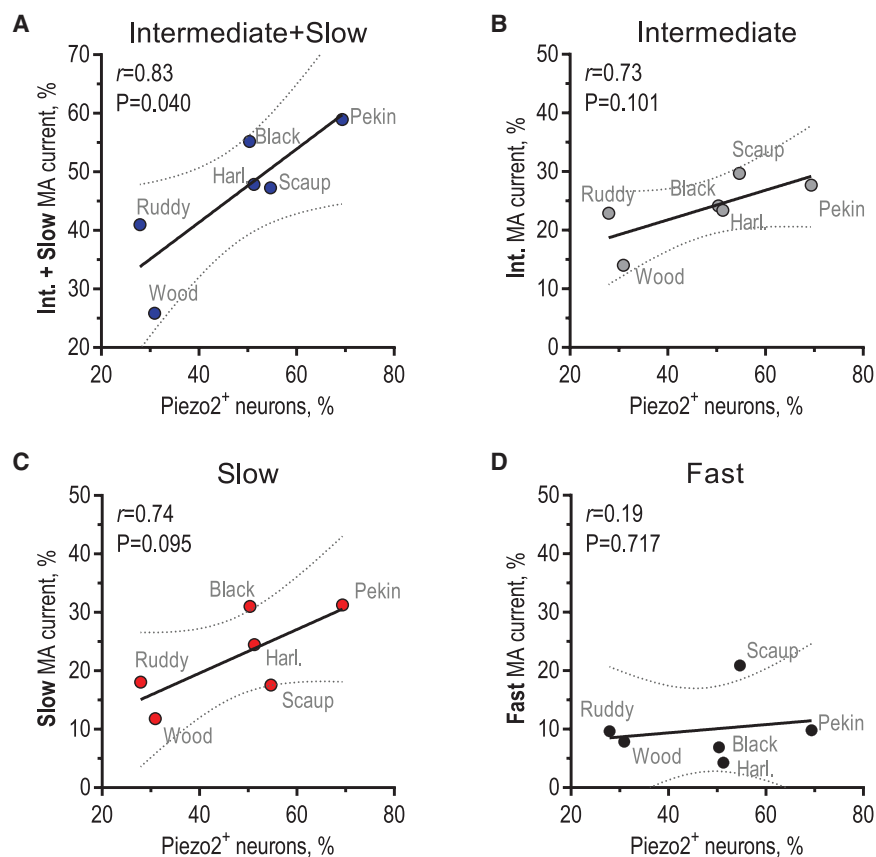 A
Intermediate+Slow
r=0.83
P=0.040
Int. + Slow MA current, %
70
60
50
40
30
20
Ruddy
Wood
Black
Harl.
Scaup
Pekin
20
40
60
80
Piezo2+ neurons, %
B
Intermediate
r=0.73
P=0.101
Int. MA current, %
50
40
30
20
10
0
Ruddy
Wood
Black
Harl.
Scaup
Pekin
20
40
60
80
Piezo2+ neurons, %
C
Slow
r=0.74
P=0.095
Slow MA current, %
50
40
30
20
10
0
Ruddy
Wood
Black
Harl.
Scaup
Pekin
20
40
60
80
Piezo2+ neurons, %
D
Fast
r=0.19
P=0.717
Fast MA current, %
50
40
30
20
10
0
Ruddy
Wood
Scaup
Black
Harl.
Pekin
20
40
60
80
Piezo2+ neurons, %